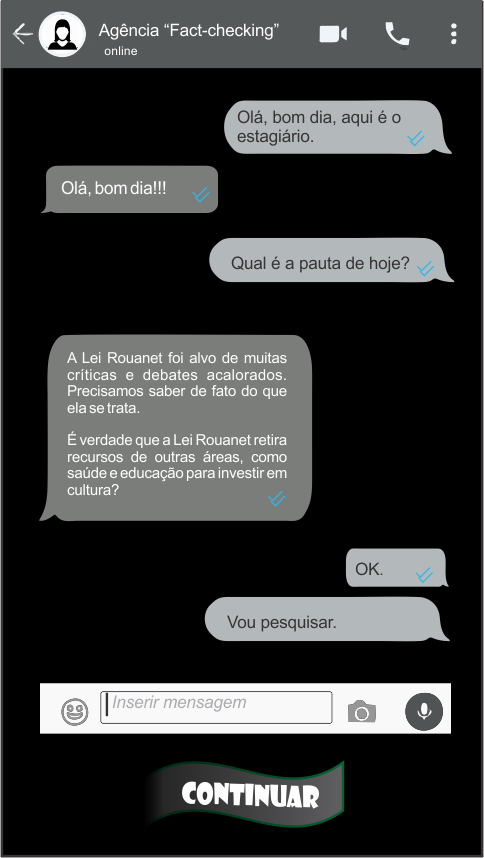 Agência “Fact-checking”
online
Olá, bom dia, aqui é o
estagiário.
Olá, bom dia!!!
Qual é a pauta de hoje?
A Lei Rouanet foi alvo de muitas
críticas e debates acalorados.
Precisamos saber de fato do que
ela se trata.
É verdade que a Lei Rouanet retira
recursos de outras áreas, como
saúde e educação para investir em
cultura?
OK.
Vou pesquisar.
Inserir mensagem
CONTINUAR